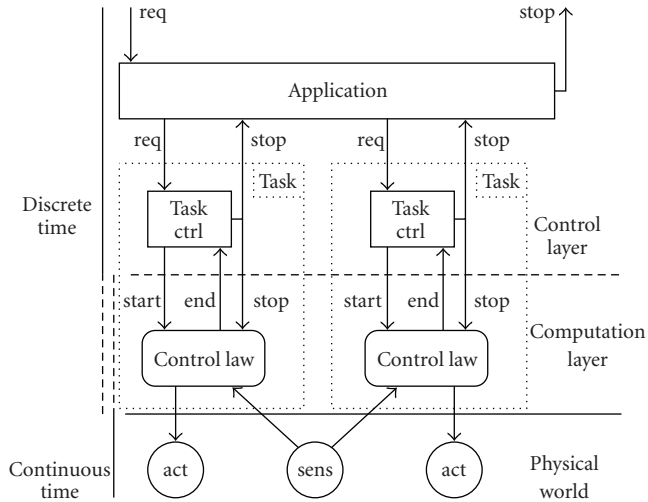 req
stop
Application
req
stop
req
stop
Task
Task
Task
ctrl
Task
ctrl
Discrete
time
Control
layer
start
end
stop
start
end
stop
Control law
Control law
Computation
layer
Continuous
time
act
sens
act
Physical
world